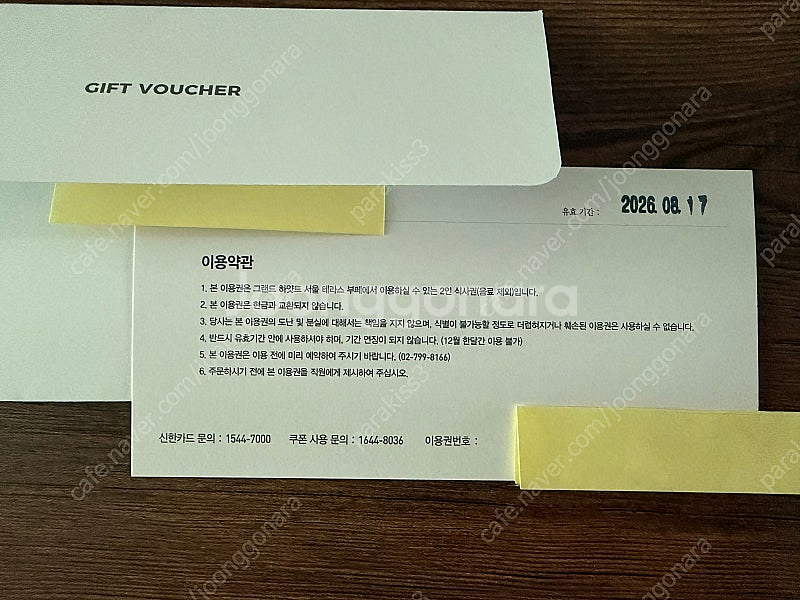 GIFT VOUCHER
유효 기간 : 2026. 08. 17
이용약관
1. 본 이용권은 그랜드 하얏트 서울 테라스 뷔페에서 이용하실 수 있는 2인 식사권(음료 제외)입니다.
2. 본 이용권은 현금과 교환되지 않습니다.
3. 당사는 본 이용권의 도난 및 분실에 대해서는 책임을 지지 않으며, 식별이 불가능할 정도로 더럽혀지거나 훼손된 이용권은 사용하실 수 없습니다.
4. 반드시 유효기간 안에 사용하셔야 하며, 기간 연장이 되지 않습니다. (12월 한달간 이용 불가)
5. 본 이용권은 이용 전에 미리 예약하여 주시기 바랍니다. (02-799-8166)
6. 주문하시기 전에 본 이용권을 직원에게 제시하여 주십시오.
신한카드 문의 : 1544-7000 쿠폰 사용 문의 : 1644-8036 이용권번호 :
joonggonara
cafe.naver.com/joonggonara
parakiss3